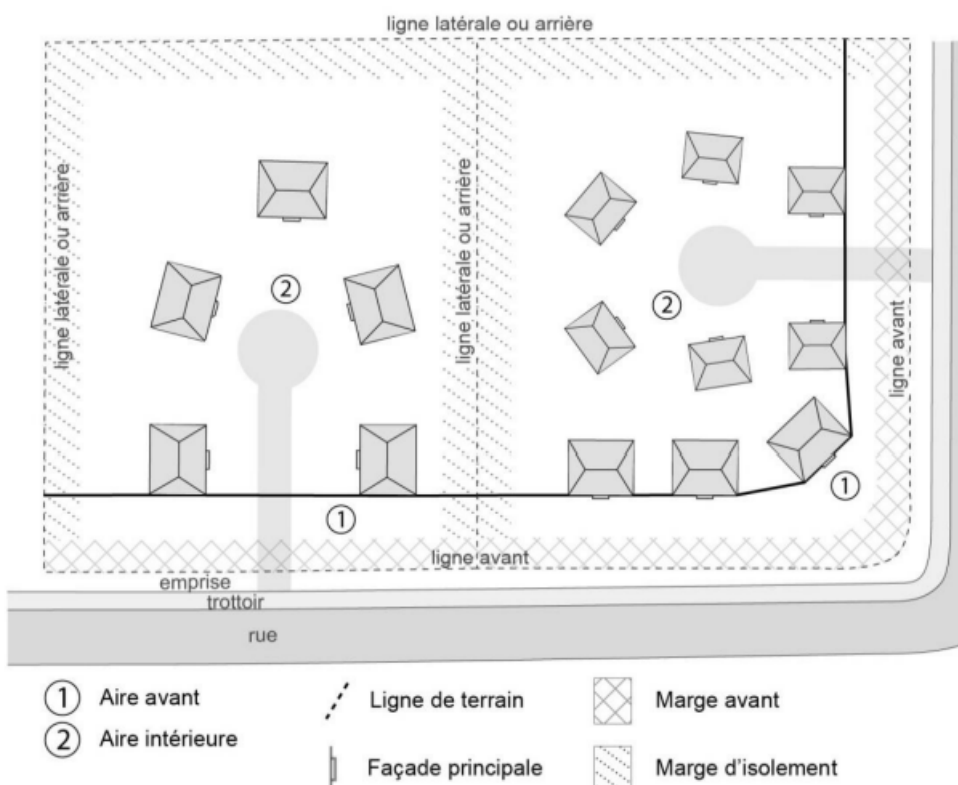 ligne latérale ou arrière
ligne latérale ou arrière
ligne latérale ou arrière
②
②
ligne avant
①
①
ligne avant
emprise
trottoir
rue
① Aire avant
Ligne de terrain
Marge avant
② Aire intérieure
Façade principale
Marge d'isolement